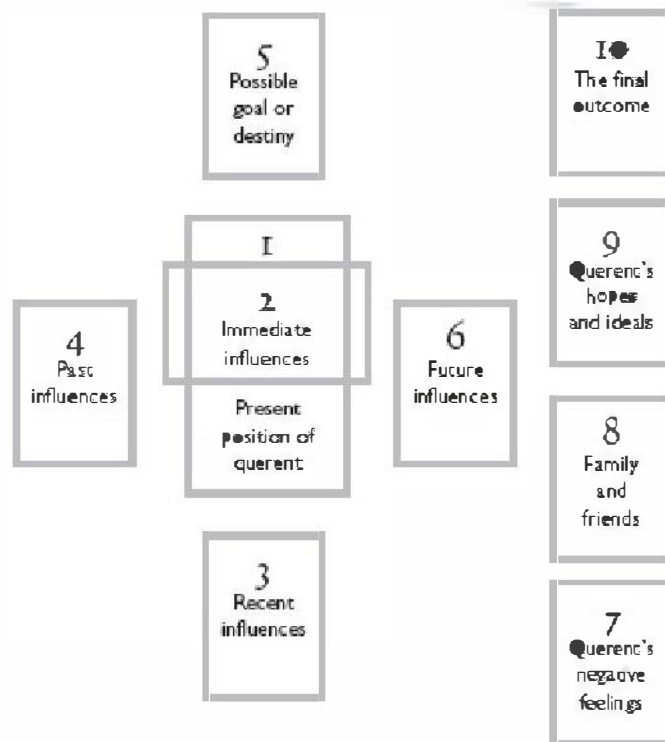 5
Possible
goal or
destiny
10
The final
outcome
1
2
Immediate
influences
Present
position of
querent
4
Past
influences
6
Future
influences
9
Querent's
hopes
and ideals
8
Family
and
friends
3
Recent
influences
7
Querent's
negative
feelings